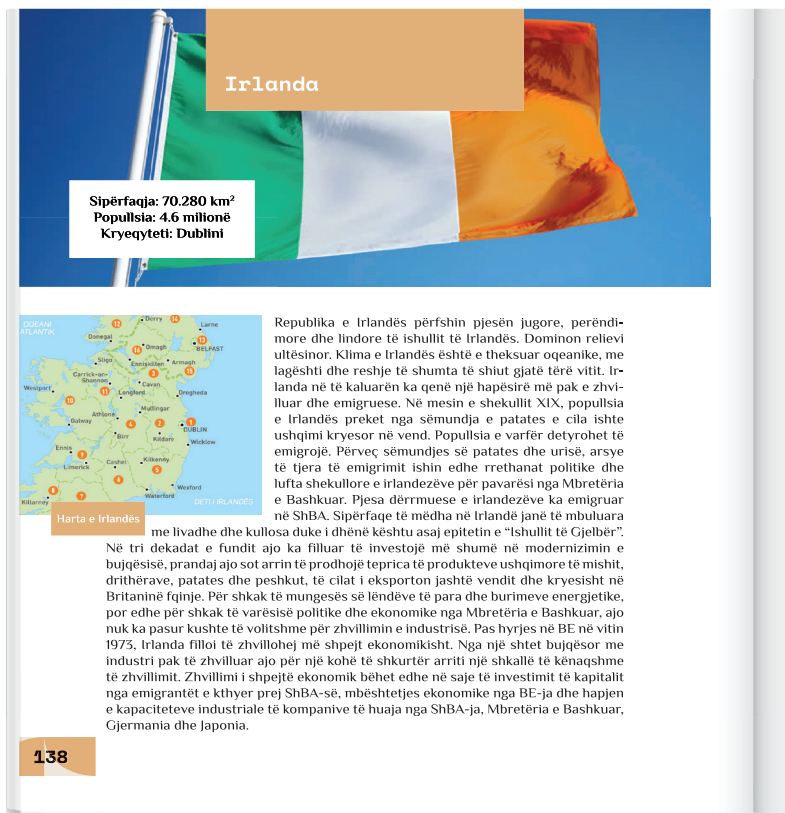 Irlanda
Sipërfaqja: 70.280 km²
Popullsia: 4.6 milionë
Kryeqyteti: Dublini
OQEANI
ATLANTIK
12
Derry
14
Larne
Donegal
13
BELFAST
16
Omagh
Sligo
Enniskillen
Armagh
15
Carrick-on-
Shannon
3
Cavan
Westport
11
Longford
Drogheda
10
Mullingar
Athlone
Galway
4
2
1
DUBLIN
Birr
Kildare
Wicklow
Ennis
Limerick
Cashel
Kilkenny
5
6
Wexford
8
7
Waterford
Killarney
DETI I IRLANDËS
Harta e Irlandës
Republika e Irlandës përfshin pjesën jugore, perëndi-
more dhe lindore të ishullit të Irlandës. Dominon relievi
ultësinor. Klima e Irlandës është e theksuar oqeanike, me
lagështi dhe reshje të shumta të shiut gjatë tërë vitit. Ir-
landa në të kaluarën ka qenë një hapësirë më pak e zhvi-
lluar dhe emigruese. Në mesin e shekullit XIX, popullsia
e Irlandës preket nga sëmundja e patates e cila ishte
ushqimi kryesor në vend. Popullsia e varfër detyrohet të
emigrojë. Përveç sëmundjes së patates dhe urisë, arsye
të tjera të emigrimit ishin edhe rrethanat politike dhe
lufta shekullore e irlandezëve për pavarësi nga Mbretëria
e Bashkuar. Pjesa dërrmuese e irlandezëve ka emigruar
në ShBA. Sipërfaqe të mëdha në Irlandë janë të mbuluara
me livadhe dhe kullosa duke i dhënë kështu asaj epitetin e “Ishullit të Gjelbër”.
Në tri dekadat e fundit ajo ka filluar të investojë më shumë në modernizimin e
bujqësisë, prandaj ajo sot arrin të prodhojë teprica të produkteve ushqimore të mishit,
drithërave, patates dhe peshkut, të cilat i eksporton jashtë vendit dhe kryesisht në
Britaninë fqinje. Për shkak të mungesës së lëndëve të para dhe burimeve energjetike,
por edhe për shkak të varësisë politike dhe ekonomike nga Mbretëria e Bashkuar, ajo
nuk ka pasur kushte të volitshme për zhvillimin e industrisë. Pas hyrjes në BE në vitin
1973, Irlanda filloi të zhvillohej më shpejt ekonomikisht. Nga një shtet bujqësor me
industri pak të zhvilluar ajo për një kohë të shkurtër arriti një shkallë të kënaqshme
të zhvillimit. Zhvillimi i shpejtë ekonomik bëhet edhe në saje të investimit të kapitalit
nga emigrantët e kthyer prej ShBA-së, mbështetjes ekonomike nga BE-ja dhe hapjen
e kapaciteteve industriale të kompanive të huaja nga ShBA-ja, Mbretëria e Bashkuar,
Gjermania dhe Japonia.
138